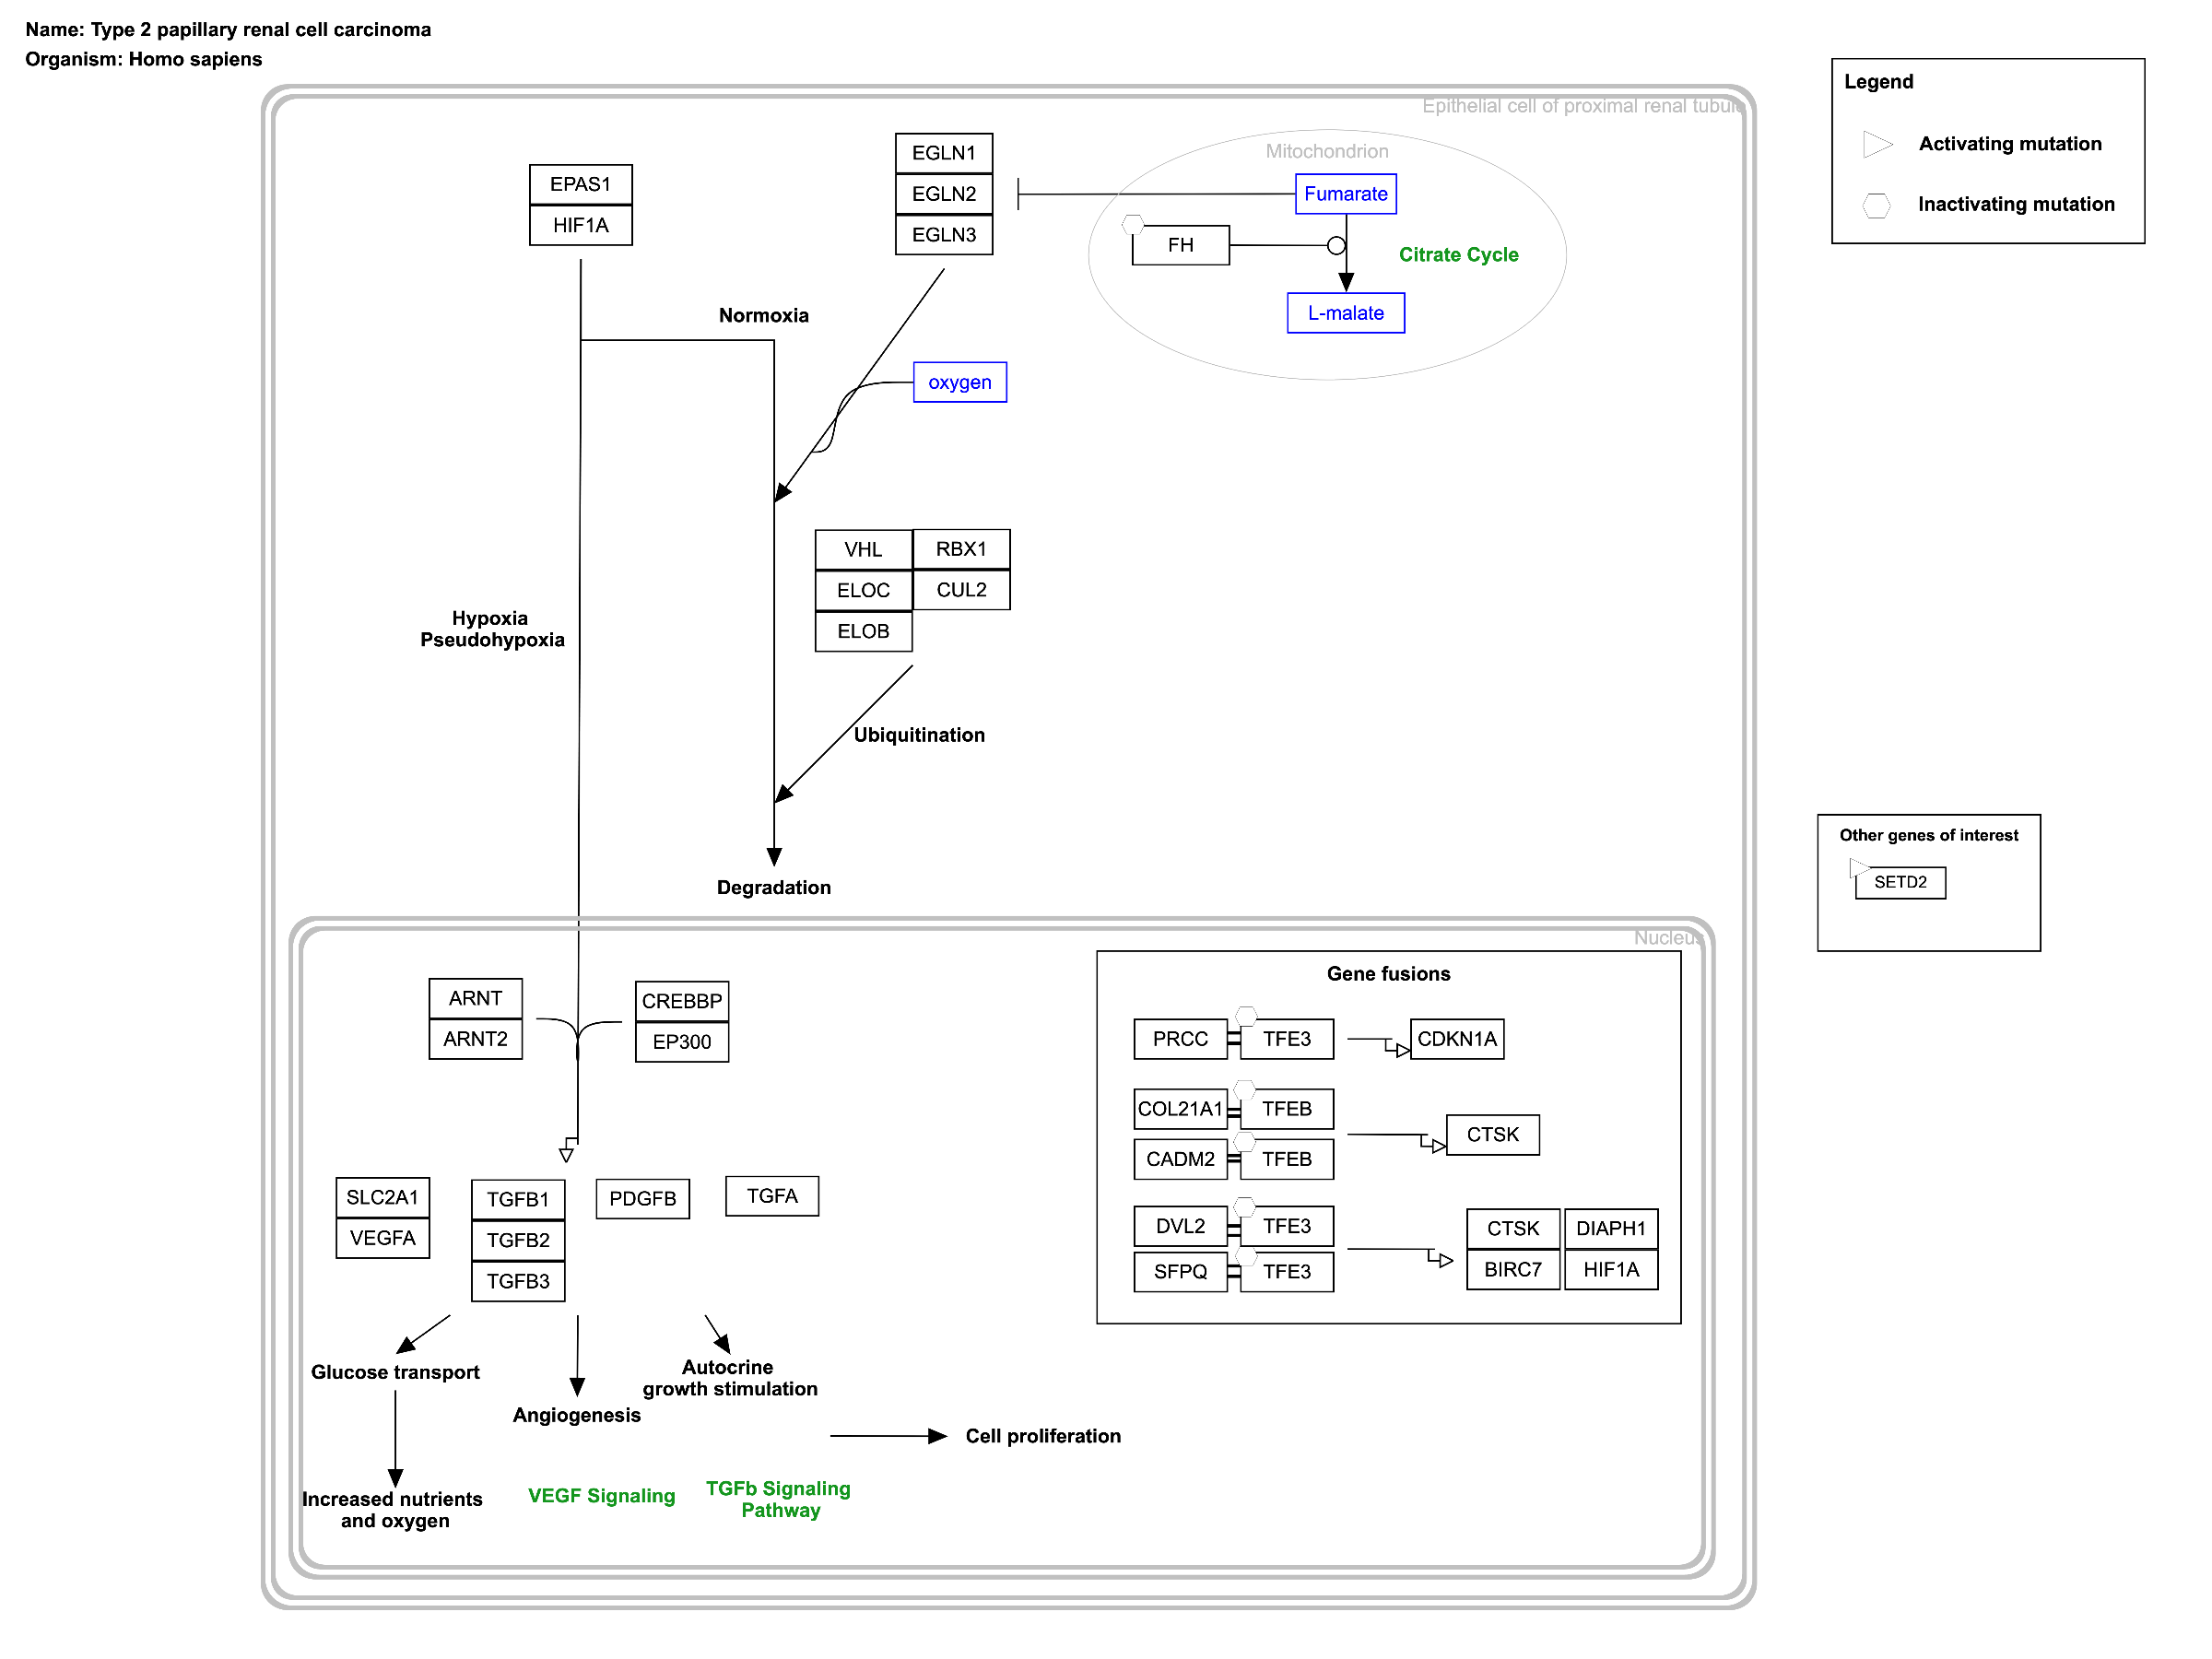 Name: Type 2 papillary renal cell carcinoma
Organism: Homo sapiens
Legend
Activating mutation
Inactivating mutation
Epithelial cell of proximal renal tubule
Mitochondrion
EPAS1
HIF1A
EGLN1
EGLN2
EGLN3
Fumarate
FH
Citrate Cycle
L-malate
Normoxia
oxygen
VHL
RBX1
ELOC
CUL2
ELOB
Hypoxia
Pseudohypoxia
Ubiquitination
Degradation
Other genes of interest
SETD2
Nucleus
ARNT
ARNT2
CREBBP
EP300
Gene fusions
PRCC
TFE3
CDKN1A
COL21A1
TFEB
CTSK
CADM2
TFEB
DVL2
TFE3
SFPQ
TFE3
CTSK
DIAPH1
BIRC7
HIF1A
SLC2A1
VEGFA
TGFB1
TGFB2
TGFB3
PDGFB
TGFA
Glucose transport
Angiogenesis
Autocrine
growth stimulation
Cell proliferation
Increased nutrients
and oxygen
VEGF Signaling
TGFb Signaling
Pathway